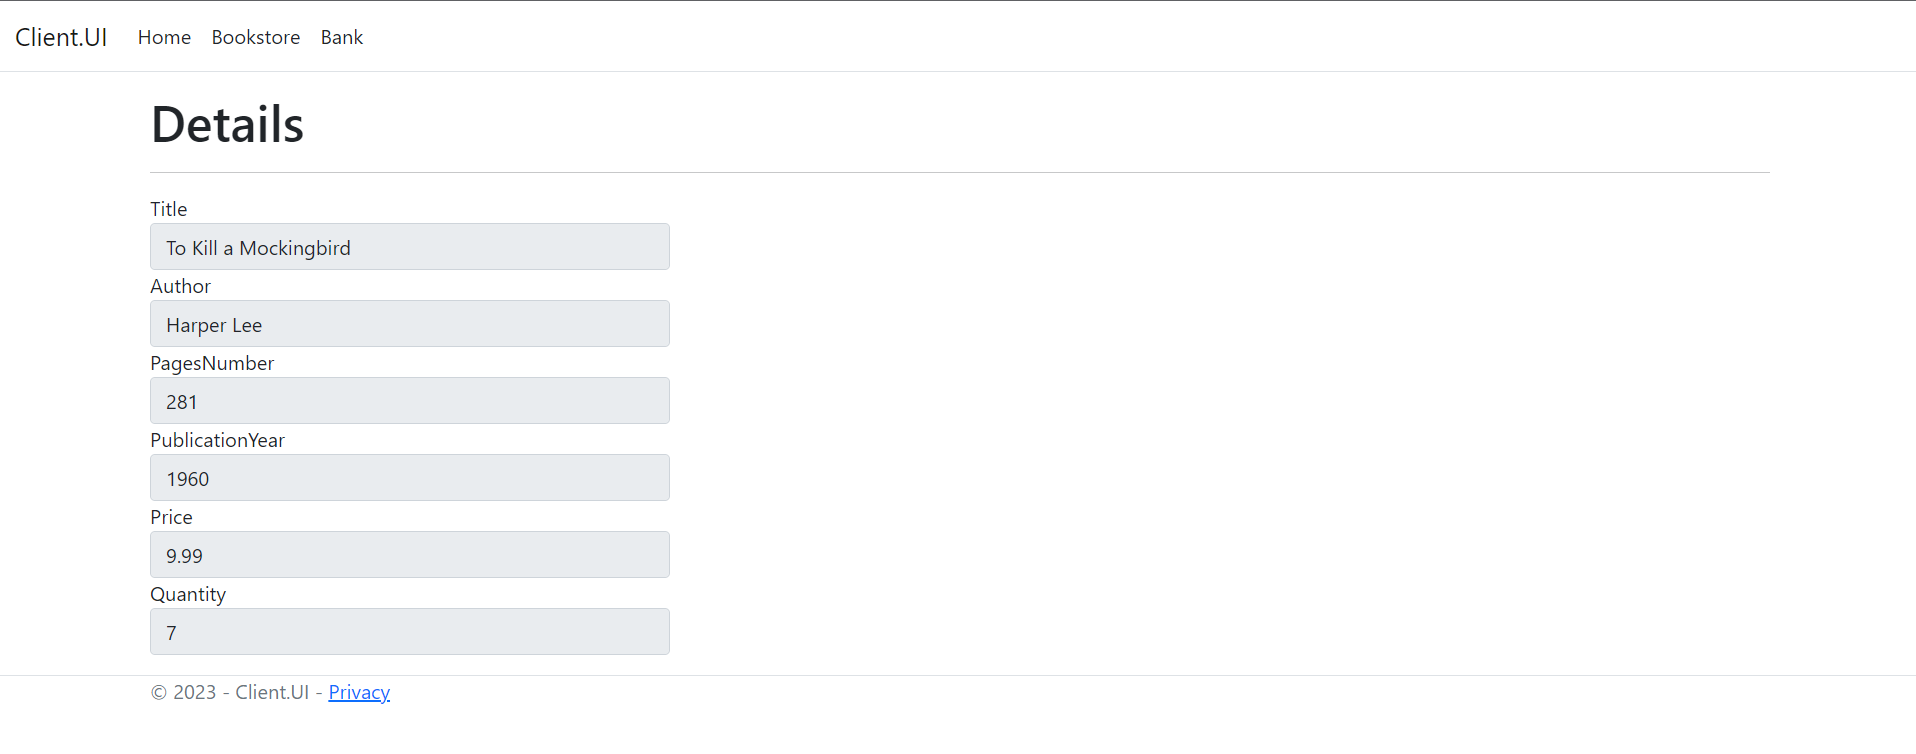 Client.UI Home Bookstore Bank
Details
Title
To Kill a Mockingbird
Author
Harper Lee
PagesNumber
281
PublicationYear
1960
Price
9.99
Quantity
7
© 2023 - Client.UI - Privacy